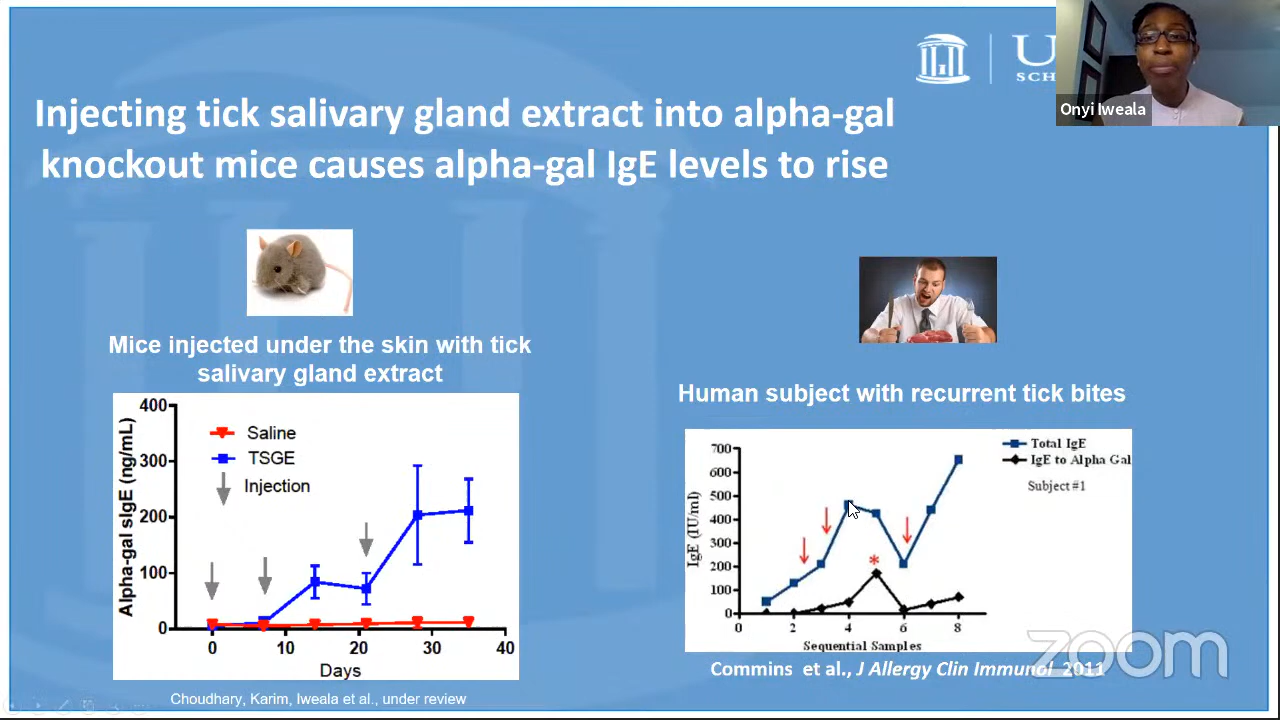 U
SCH
Onyi Iweala
Injecting tick salivary gland extract into alpha-gal
knockout mice causes alpha-gal IgE levels to rise
Mice injected under the skin with tick
salivary gland extract
Alpha-gal sIgE (ng/mL)
400
300
200
100
0
Saline
TSGE
Injection
0 10 20 30 40
Days
Choudhary, Karim, Iweala et al., under review
Human subject with recurrent tick bites
IgE (IU/ml)
700
600
500
400
300
200
100
0
Total IgE
IgE to Alpha Gal
Subject #1
*
0 2 4 6 8
Sequential Samples
Commins et al., J Allergy Clin Immunol 2011
zoom